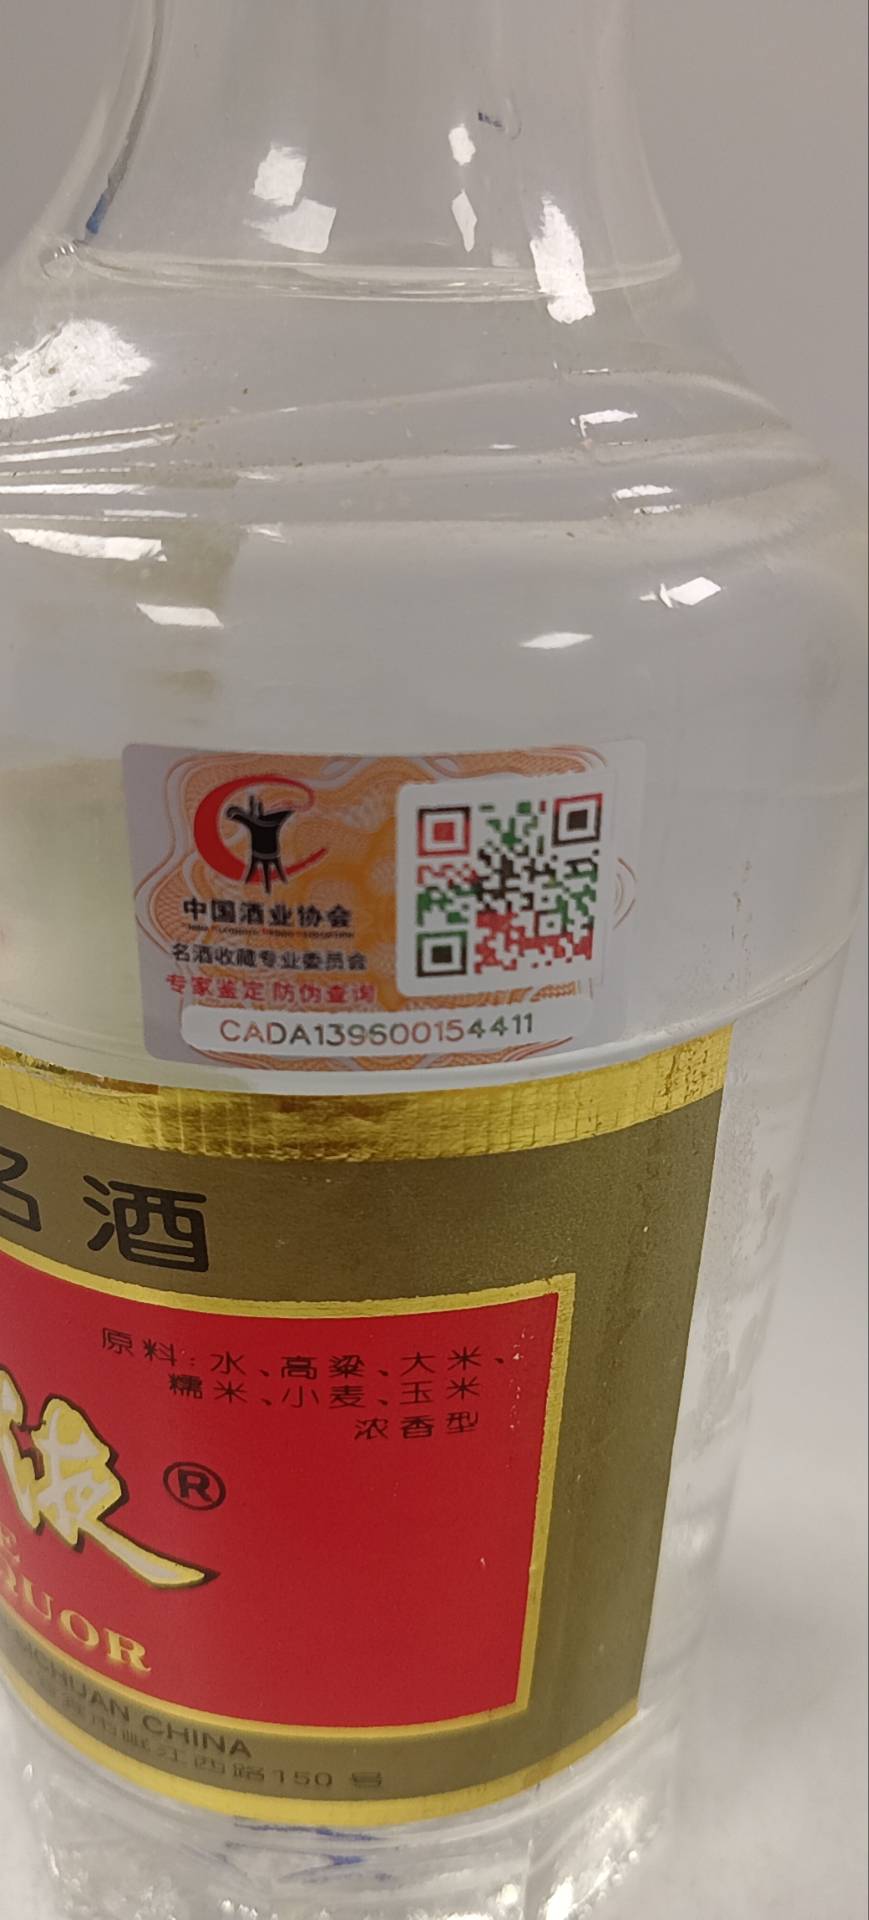 中国酒业协会
名酒收藏专业委员会
专家鉴定 防伪查询
CADA139600154411
名酒
原料:水、高粱、大米、
糯米、小麦、玉米
浓香型
液®
QUOR
CHUAN CHINA
江西路150号